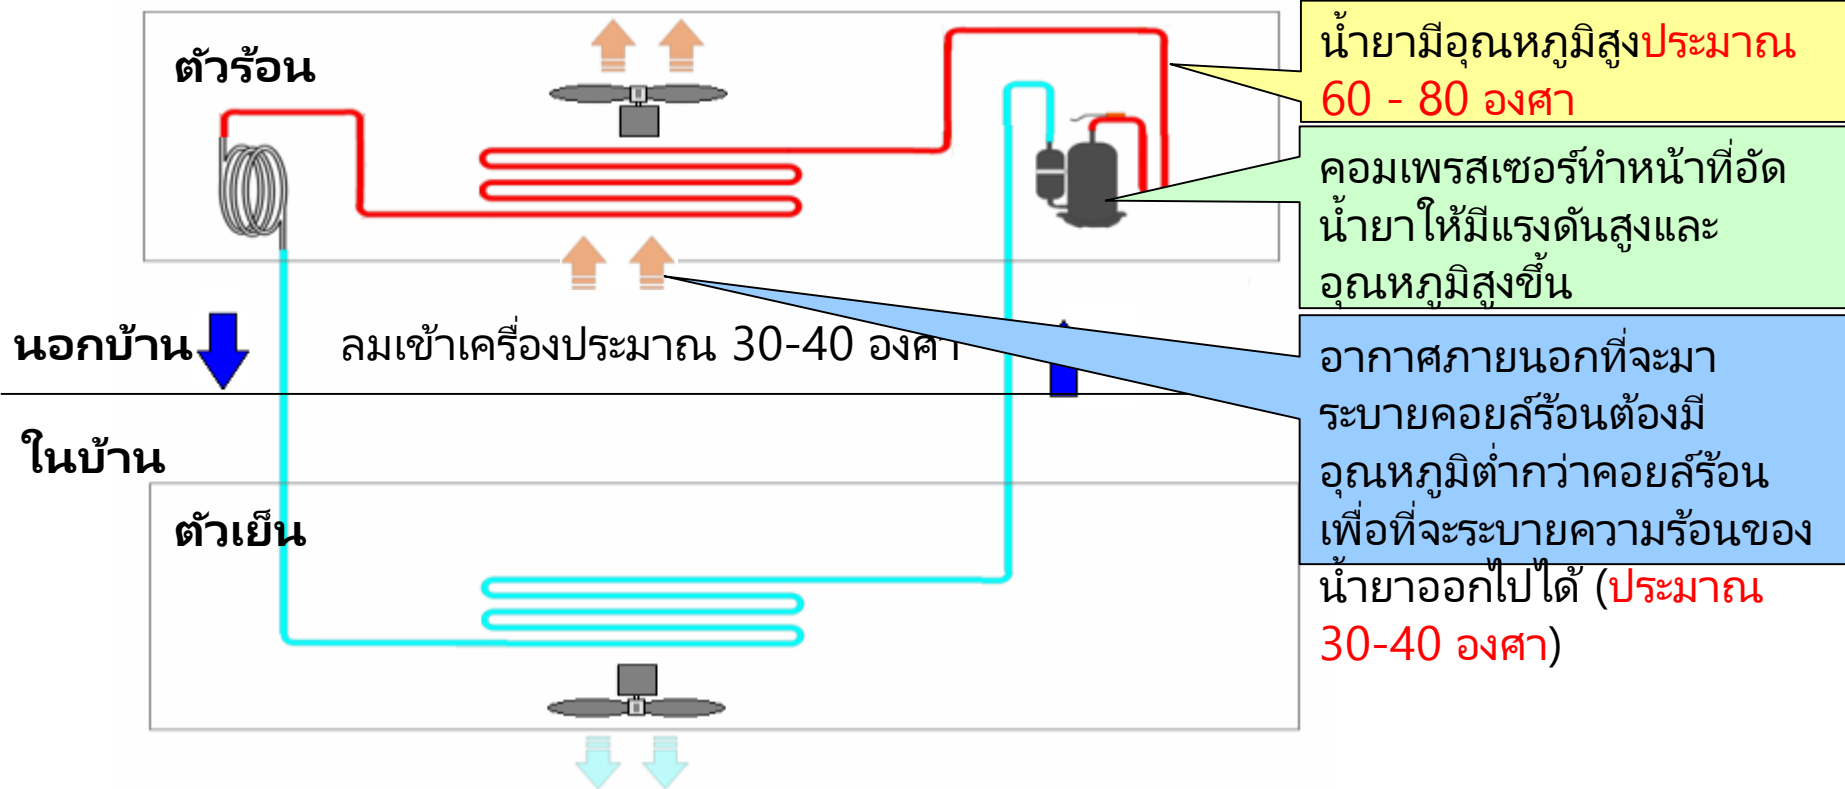 ตัวร้อน
นอกบ้าน
ลมเข้าเครื่องประมาณ 30-40 องศา
ในบ้าน
ตัวเย็น
น้ำยามีอุณหภูมิสูงประมาณ
60 - 80 องศา
คอมเพรสเซอร์ทำหน้าที่อัด
น้ำยาให้มีแรงดันสูงและ
อุณหภูมิสูงขึ้น
อากาศภายนอกที่จะมา
ระบายคอยล์ร้อนต้องมี
อุณหภูมิต่ำกว่าคอยล์ร้อน
เพื่อที่จะระบายความร้อนของ
น้ำยาออกไปได้ (ประมาณ
30-40 องศา)